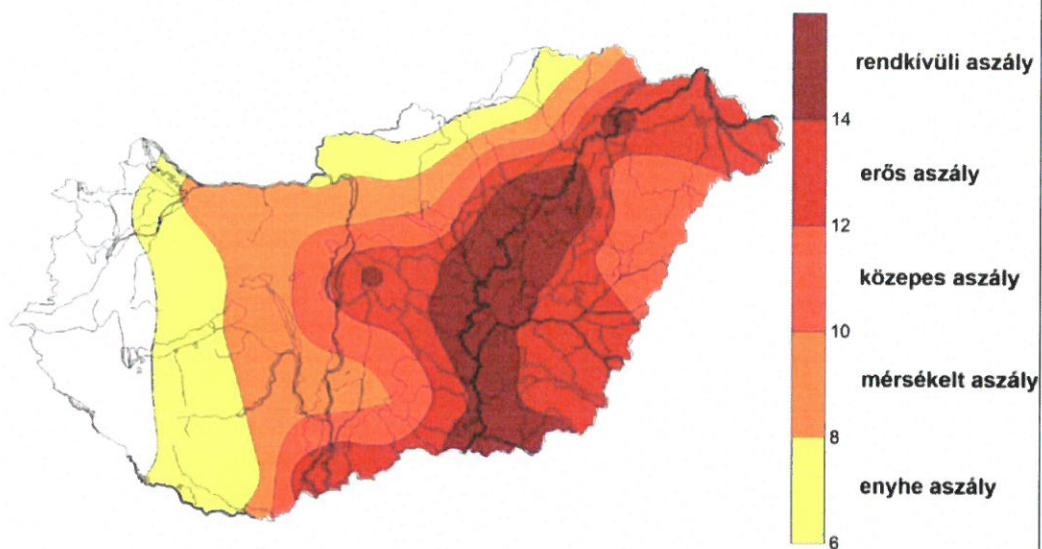 rendkívüli aszály
14
erős aszály
12
közepes aszály
10
mérsékelt aszály
8
enyhe aszály
6